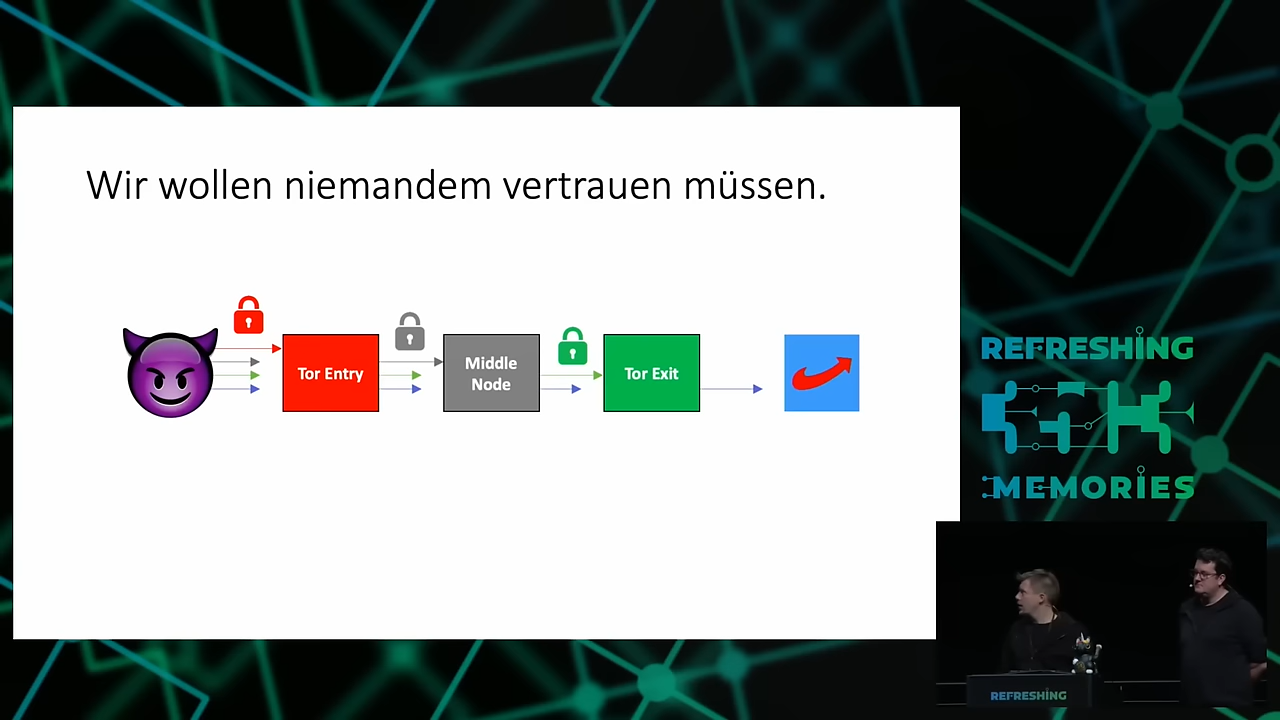 Wir wollen niemandem vertrauen müssen.
Tor Entry
Middle
Node
Tor Exit
REFRESHING
MEMORIES
REFRESHING